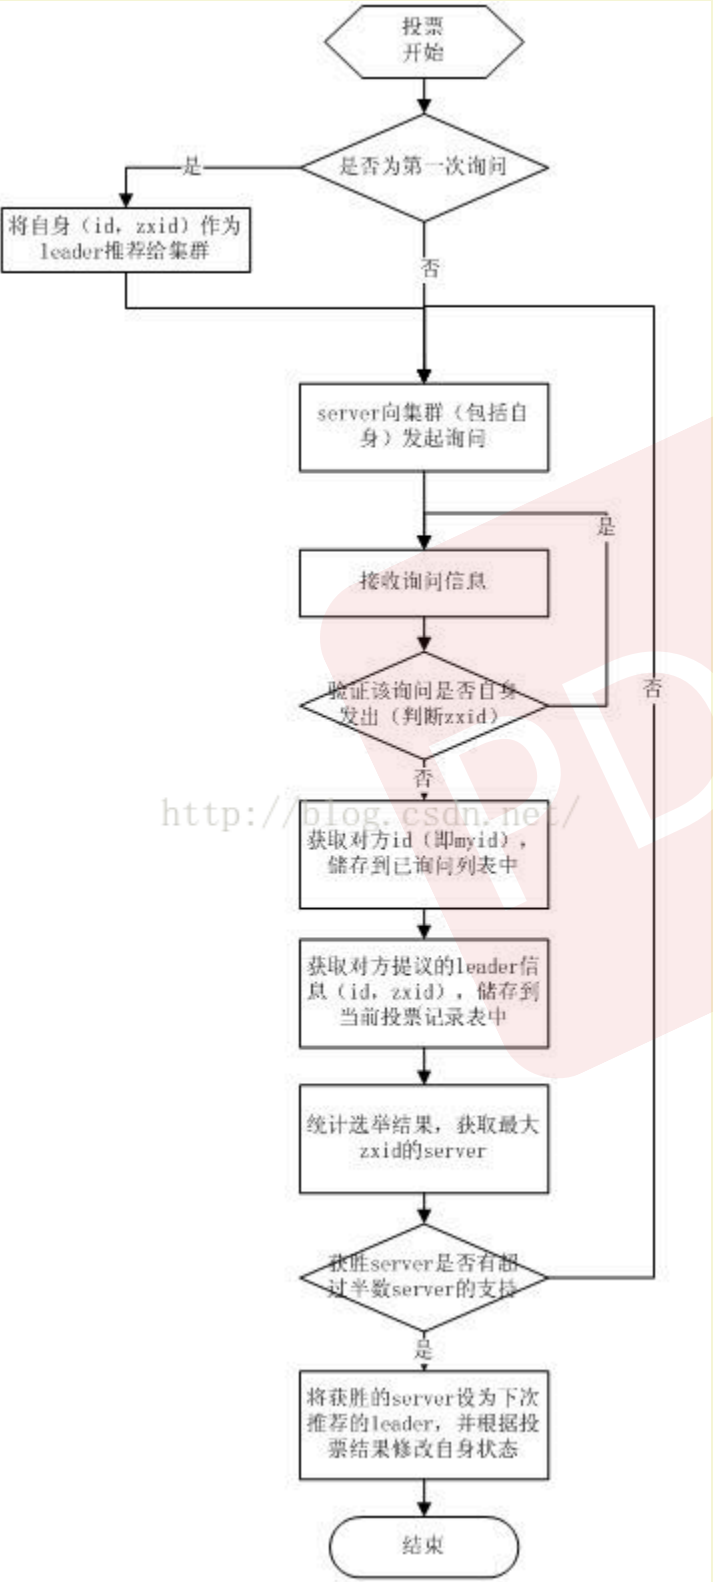 投票
开始
是否为第一次询问
是
将自身（id，zxid）作为
leader推荐给集群
否
server向集群（包括自
身）发起询问
是
接收询问信息
验证该询问是否自身
发出（判断zxid）
否
否
http://blog.csdn.net/
获取对方id（即myid），
储存到已询问列表中
获取对方提议的leader信
息（id，zxid），储存到
当前投票记录表中
统计选举结果，获取最大
zxid的server
获胜server是否有超
过半数server的支持
是
将获胜的server设为下次
推荐的leader，并根据投
票结果修改自身状态
结束
PD